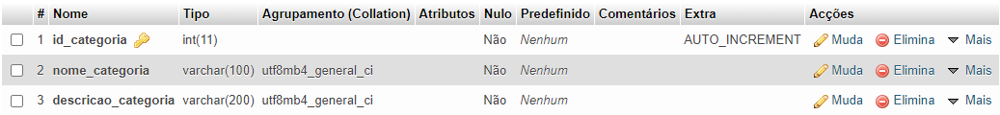 # Nome Tipo Agrupamento (Collation) Atributos Nulo Predefinido Comentários Extra Acções
1 id_categoria int(11) Não Nenhum AUTO_INCREMENT Muda Elimina Mais
2 nome_categoria varchar(100) utf8mb4_general_ci Não Nenhum Muda Elimina Mais
3 descricao_categoria varchar(200) utf8mb4_general_ci Não Nenhum Muda Elimina Mais